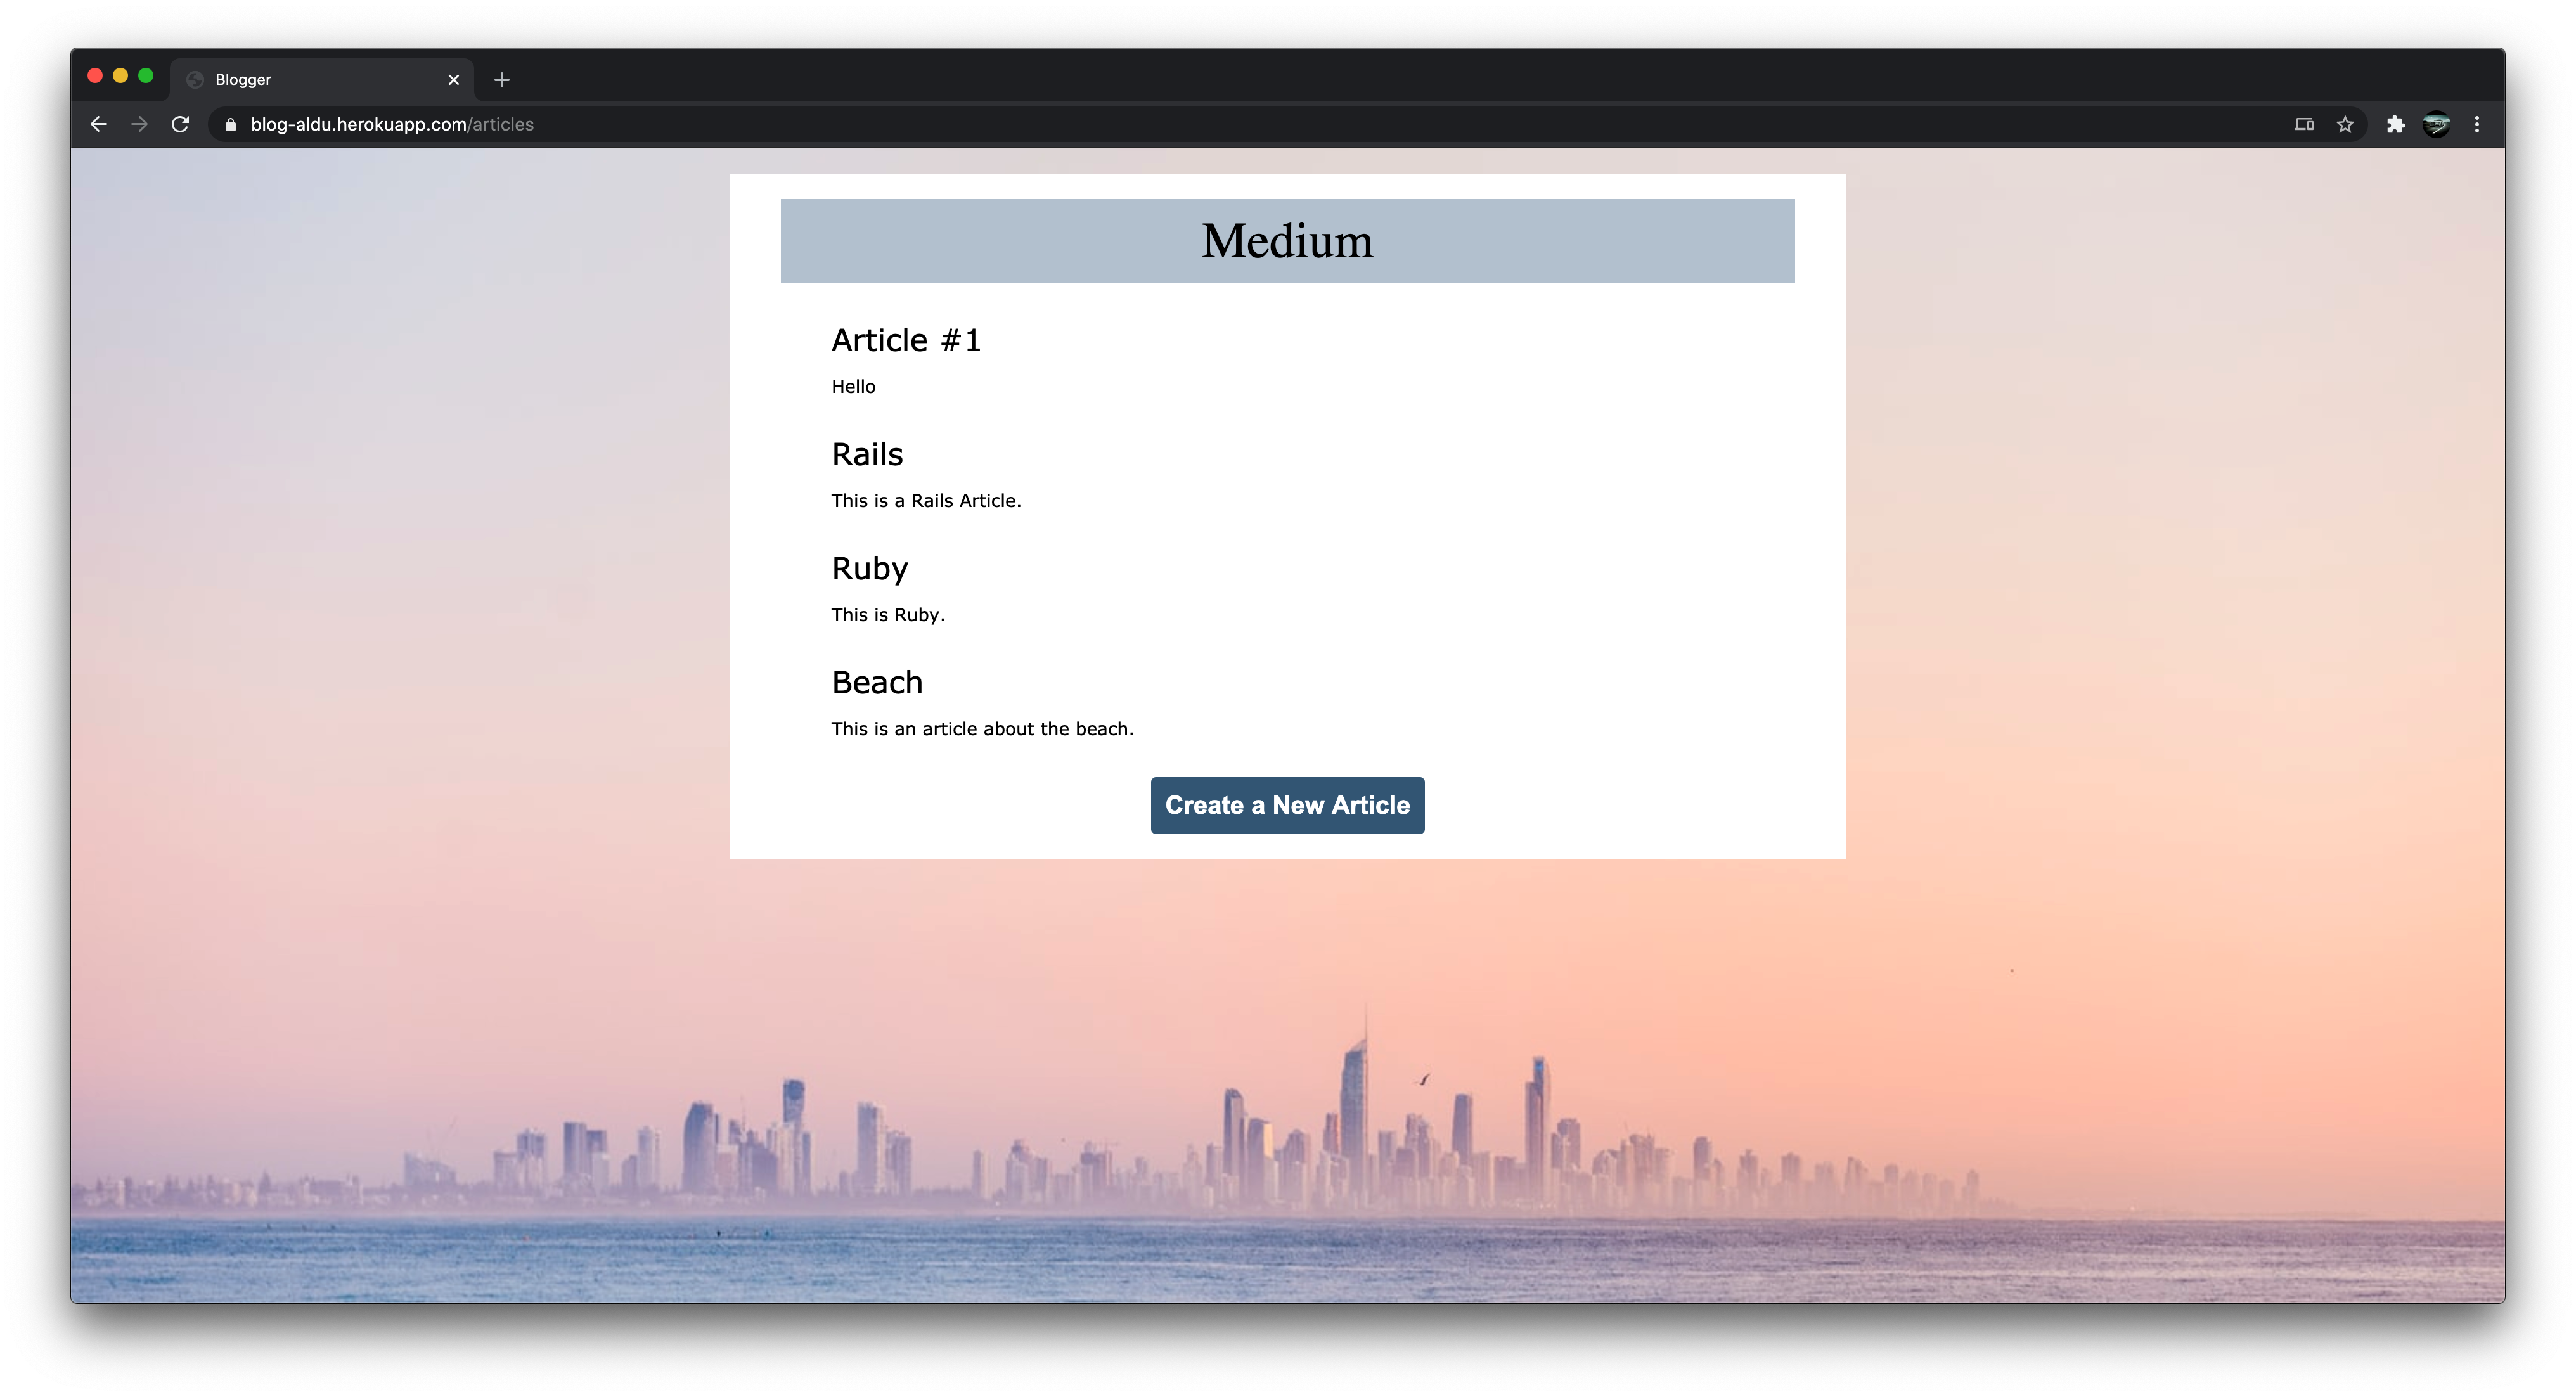 Blogger
blog-aldu.herokuapp.com/articles
Medium
Article #1
Hello
Rails
This is a Rails Article.
Ruby
This is Ruby.
Beach
This is an article about the beach.
Create a New Article